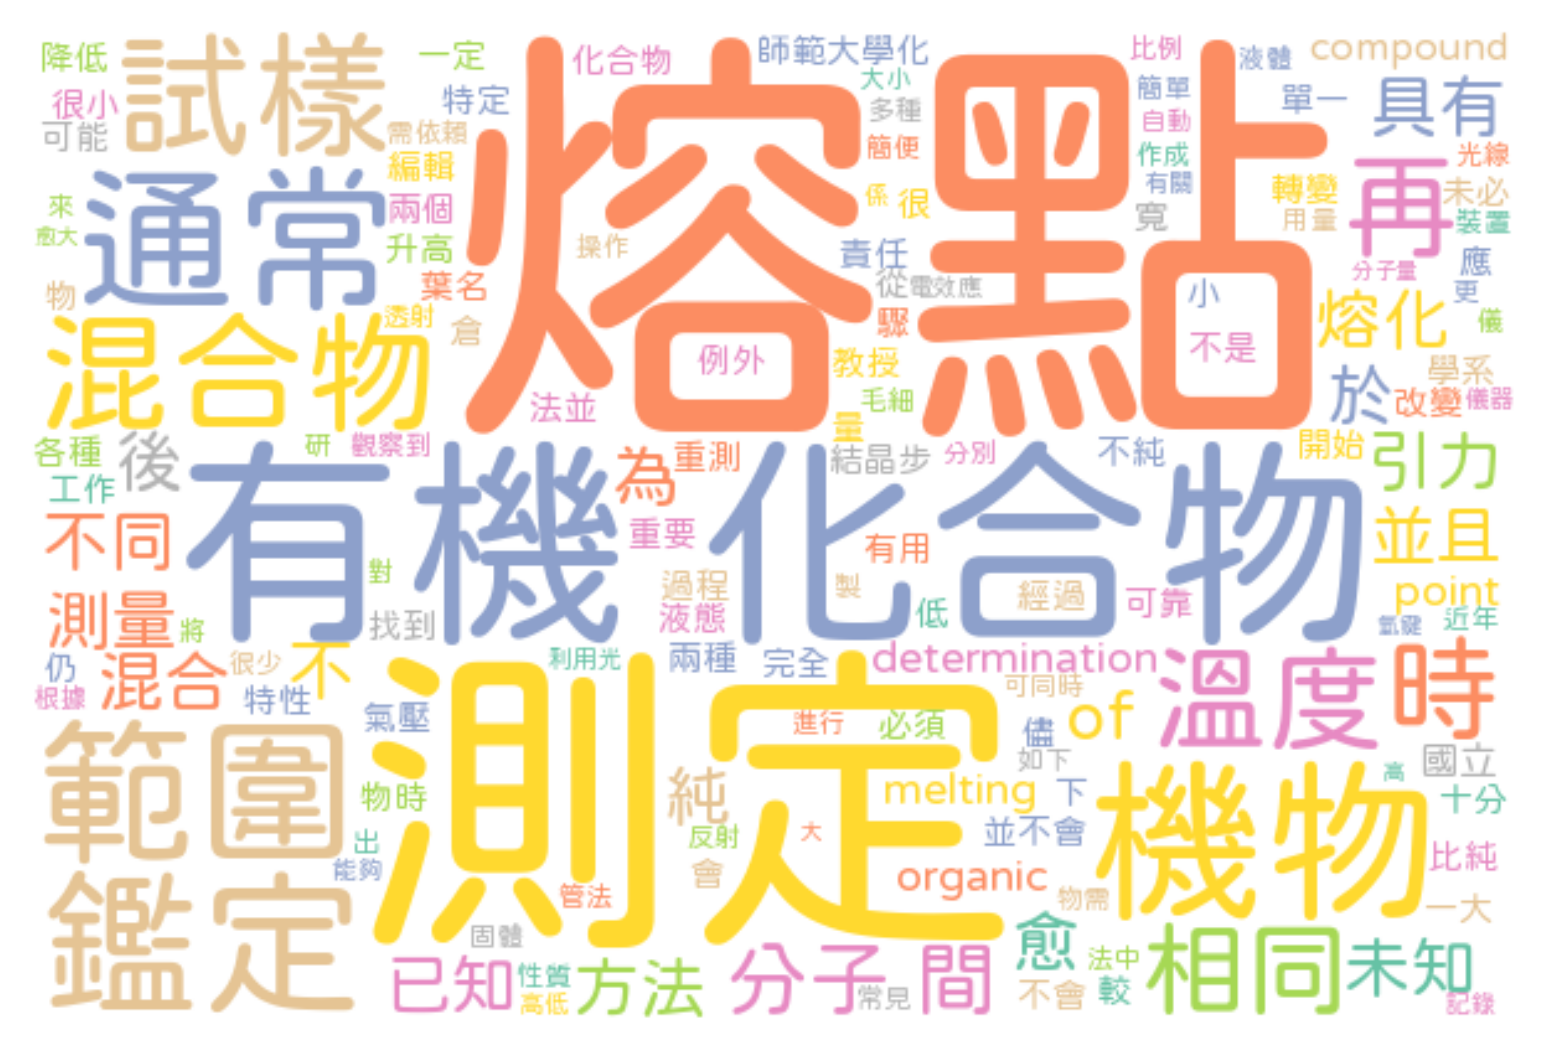 降低
試樣
一定
化合物
師範大學化
比例
液體
compound
很小
特定
大小
簡單
單一
具有
可能
需依賴
多種
自動
編輯
簡便
作成
光線
熔點
通常
來
兩個
係
很
有關
轉變
未必
再
愈大
升高
操作
責任
寬
用量
裝置
物
葉名
從
電效應
小
分子量
應
更
混合物
透射
倉
驟
不是
熔化
儀
例外
教授
學系
法並
毛細
於
改變
儀器
量
各種
後
研
觀察到
為
重測
結晶步
分別
不純
開始
引力
工作
有機化合物
不同
重要
有用
並且
對
過程
製
經過
可靠
point
測量
將
找到
液態
低
氫鍵
近年
仍
混合
很少
不
利用光
兩種
完全
determination
溫度
時
根據
特性
可同時
氣壓
測定
進行
必須
儘
of
範圍
如下
國立
物時
純
melting
下
高
十分
機物
出
反射
大
並不會
能夠
會
organic
比純
鑑定
管法
物需
一大
固體
愈
已知
性質
方法
分子間
法中
相同
未知
高低
常見
不會
較
記錄